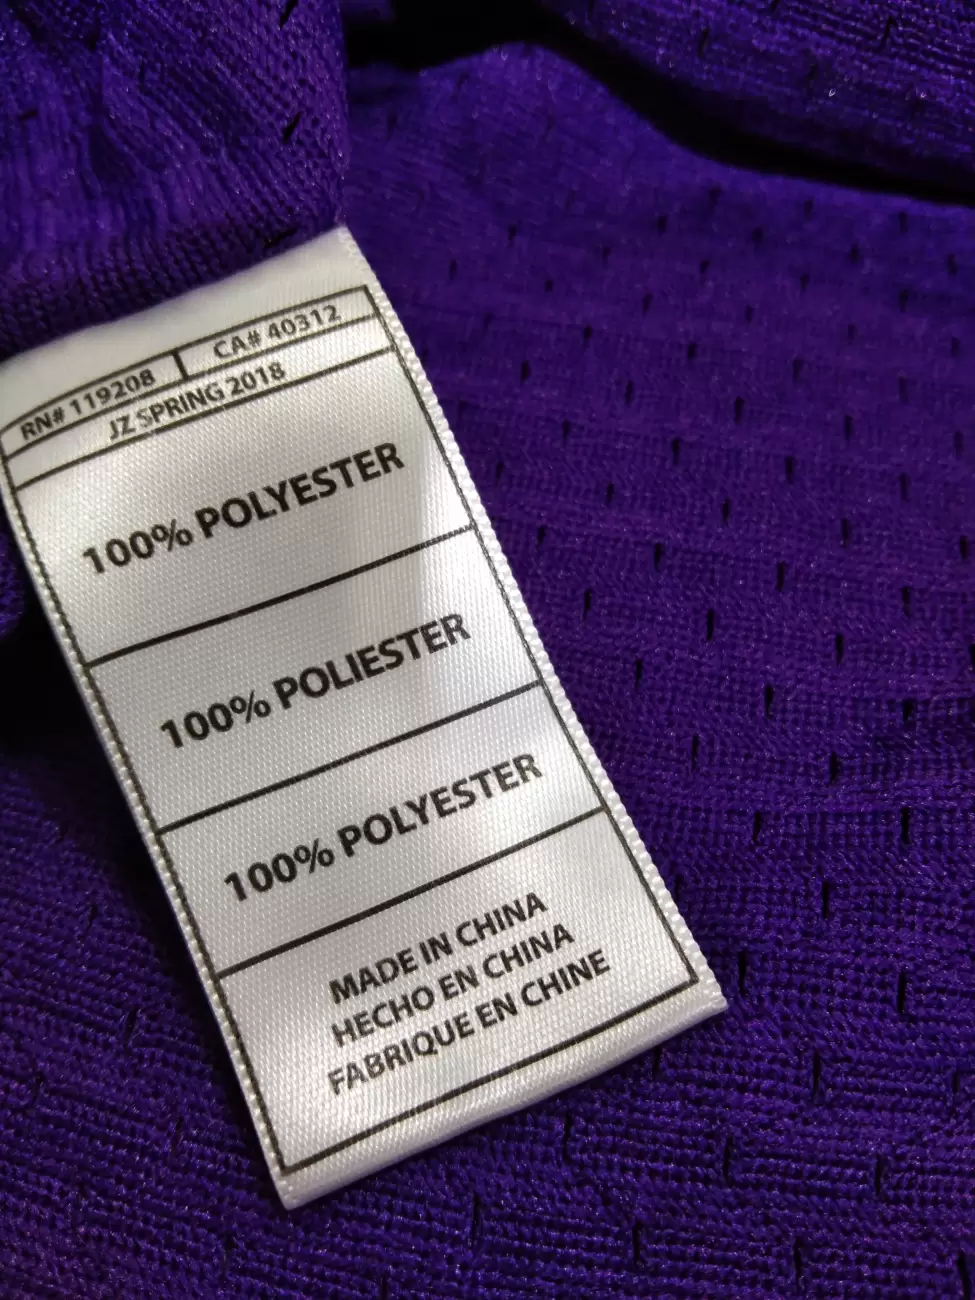 RN# 119208 CA# 40312
JZ SPRING 2018
100% POLYESTER
100% POLIESTER
100% POLYESTER
MADE IN CHINA
HECHO EN CHINA
FABRIQUE EN CHINE